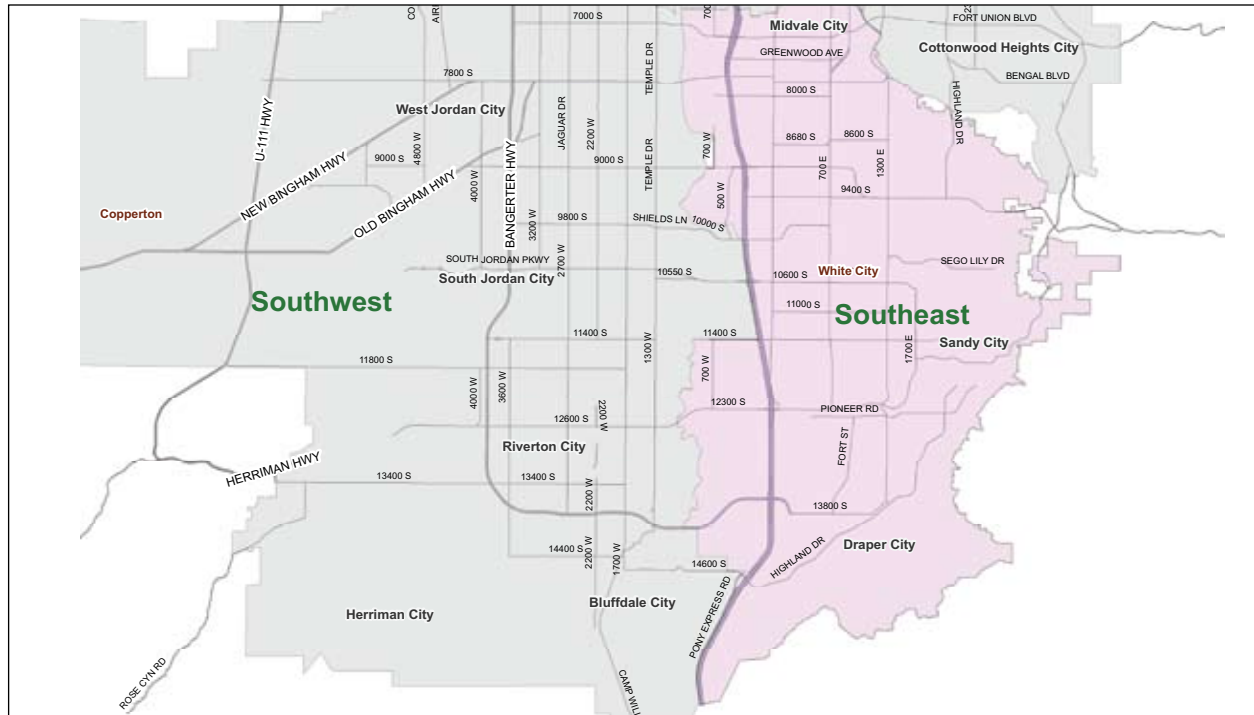 CO
AIR
7000 S
700
TEMPLE DR
Midvale City
FORT UNION BLVD
GREENWOOD AVE
Cottonwood Heights City
BENGAL BLVD
7800 S
8000 S
U-111 HWY
West Jordan City
JAGUAR DR
2200 W
HIGHLAND DR
8680 S
8600 S
4800 W
BANGERTER HWY
TEMPLE DR
700 W
700 E
1300 E
9000 S
9000 S
NEW BINGHAM HWY
OLD BINGHAM HWY
4000 W
500 W
9400 S
Copperton
3200 W
9800 S
SHIELDS LN
10000 S
SOUTH JORDAN PKWY
2700 W
SEGO LILY DR
South Jordan City
10550 S
10600 S
White City
Southwest
11000 S
Southeast
11400 S
11400 S
1300 W
1700 E
Sandy City
11800 S
700 W
4000 W
3600 W
12300 S
PIONEER RD
12600 S
2200 W
FORT ST
Riverton City
HERRIMAN HWY
13400 S
13400 S
2200 W
13800 S
14400 S
2200 W
1700 W
14600 S
HIGHLAND DR
Draper City
Herriman City
Bluffdale City
PONY EXPRESS RD
ROSE CYN RD
CAMP WILL